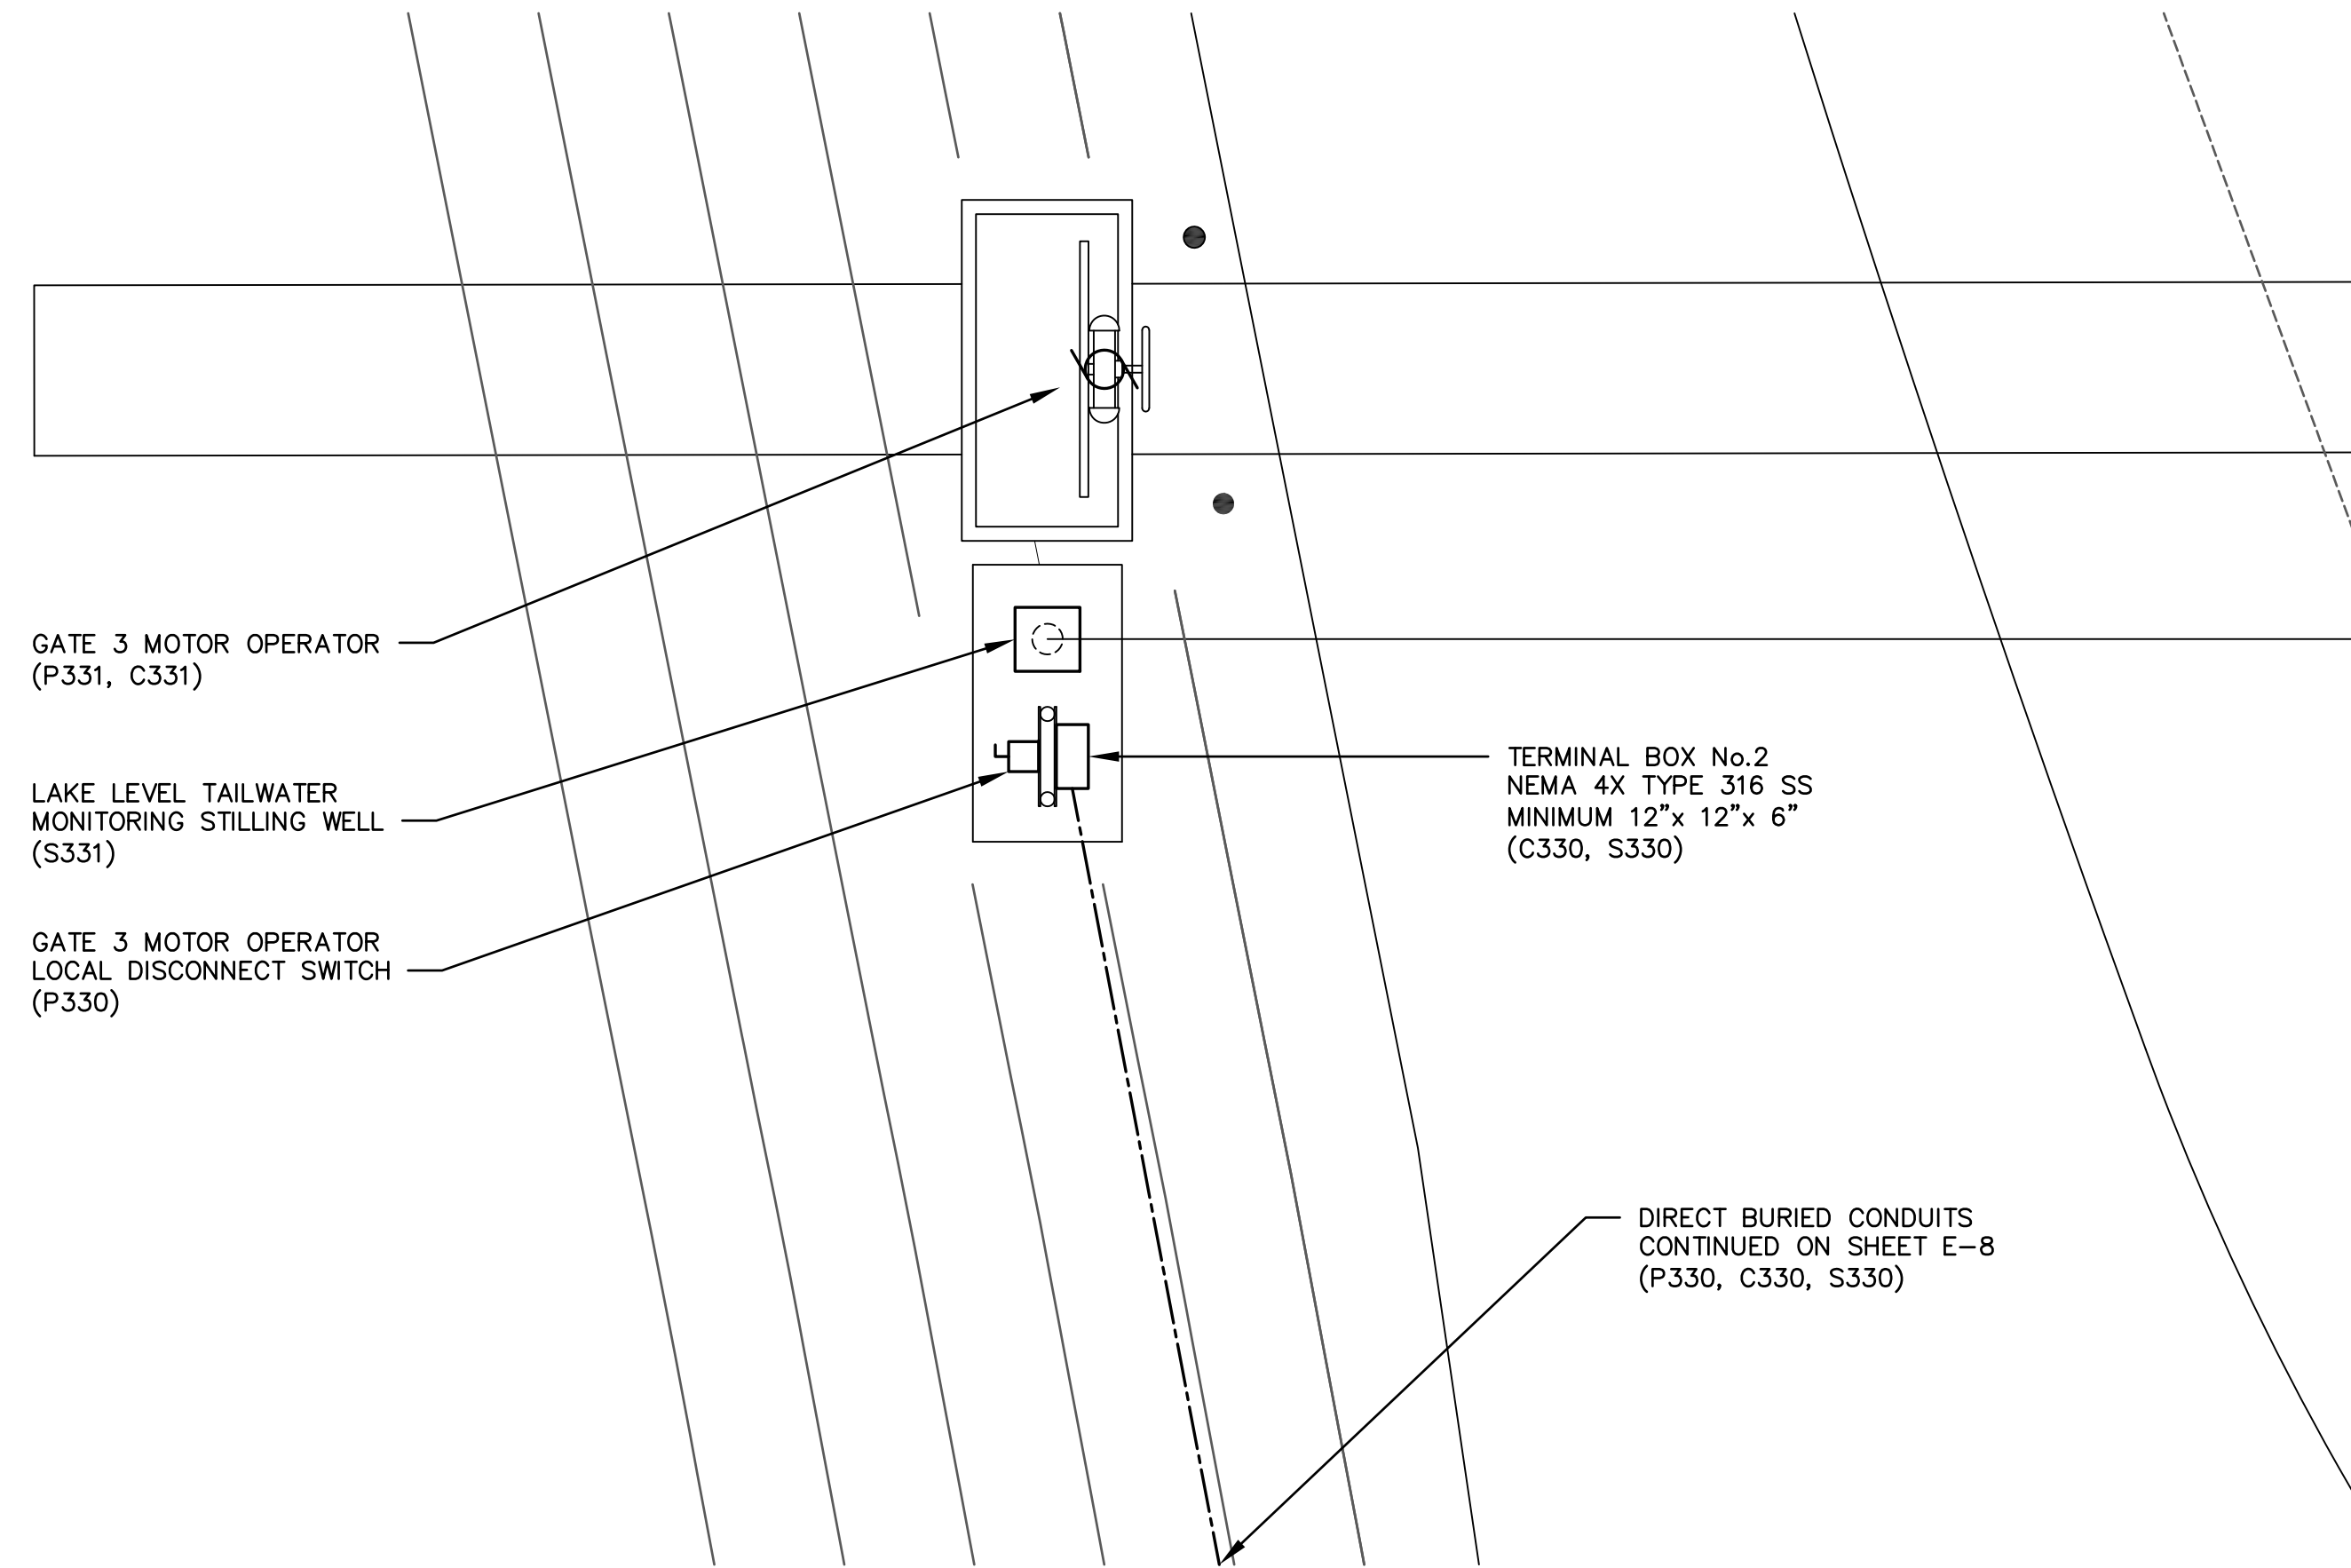 GATE 3 MOTOR OPERATOR
(P331, C331)
LAKE LEVEL TAILWATER
MONITORING STILLING WELL
(S331)
GATE 3 MOTOR OPERATOR
LOCAL DISCONNECT SWITCH
(P330)
TERMINAL BOX No.2
NEMA 4X TYPE 316 SS
MINIMUM 12”x 12”x 6”
(C330, S330)
DIRECT BURIED CONDUITS
CONTINUED ON SHEET E–8
(P330, C330, S330)